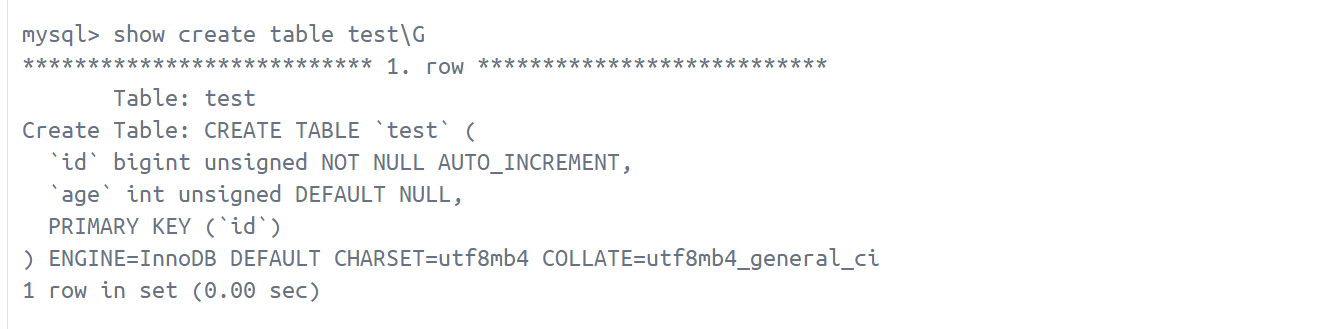 mysql> show create table test\G
*************************** 1. row ***************************
       Table: test
Create Table: CREATE TABLE `test` (
  `id` bigint unsigned NOT NULL AUTO_INCREMENT,
  `age` int unsigned DEFAULT NULL,
  PRIMARY KEY (`id`)
) ENGINE=InnoDB DEFAULT CHARSET=utf8mb4 COLLATE=utf8mb4_general_ci
1 row in set (0.00 sec)